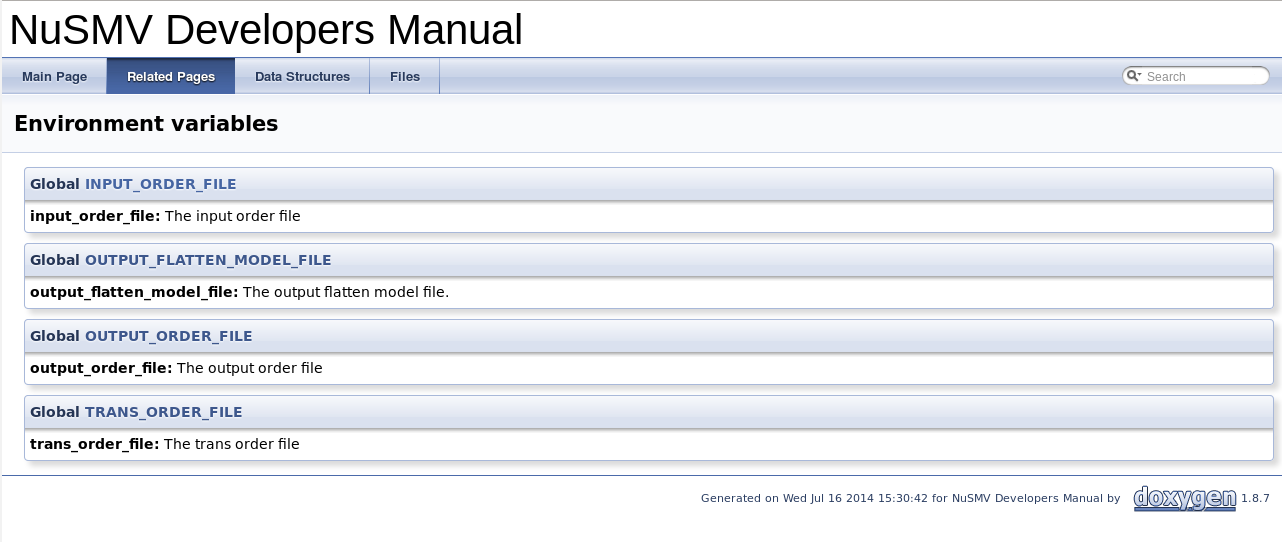 NuSMV Developers Manual
Main Page Related Pages Data Structures Files Search
Environment variables
Global INPUT_ORDER_FILE
input_order_file: The input order file
Global OUTPUT_FLATTEN_MODEL_FILE
output_flatten_model_file: The output flatten model file.
Global OUTPUT_ORDER_FILE
output_order_file: The output order file
Global TRANS_ORDER_FILE
trans_order_file: The trans order file
Generated on Wed Jul 16 2014 15:30:42 for NuSMV Developers Manual by doxygen 1.8.7